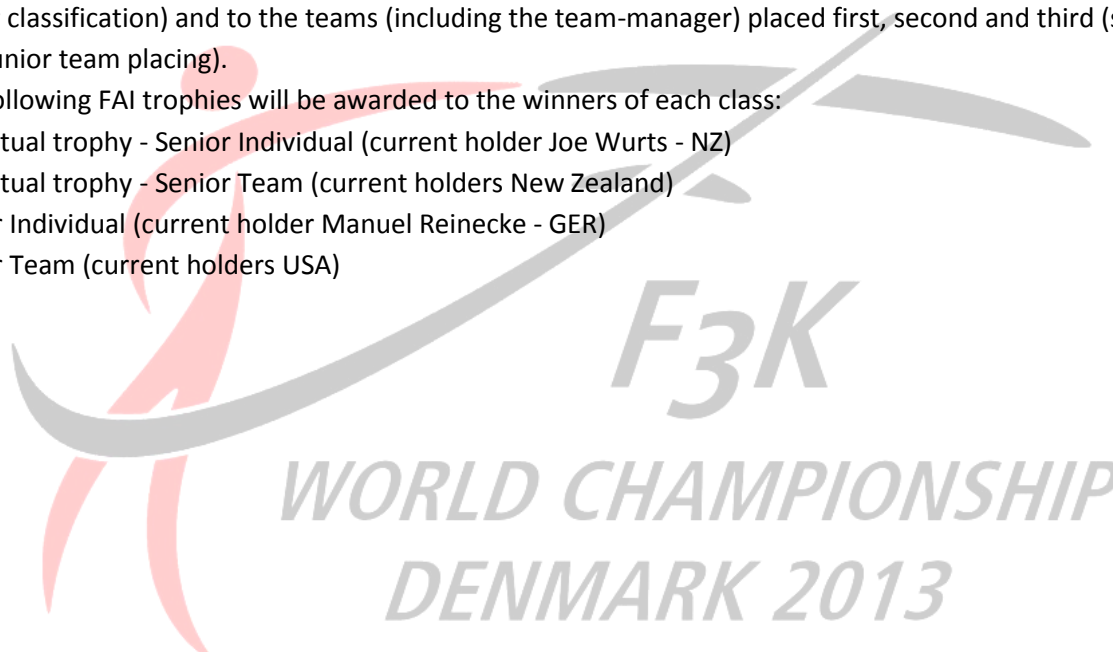 classification) and to the teams (including the team-manager) placed first, second and third (s
unior team placing).
ollowing FAI trophies will be awarded to the winners of each class:
tual trophy - Senior Individual (current holder Joe Wurts - NZ)
tual trophy - Senior Team (current holders New Zealand)
r Individual (current holder Manuel Reinecke - GER)
r Team (current holders USA)
F3K
WORLD CHAMPIONSHIP
DENMARK 2013